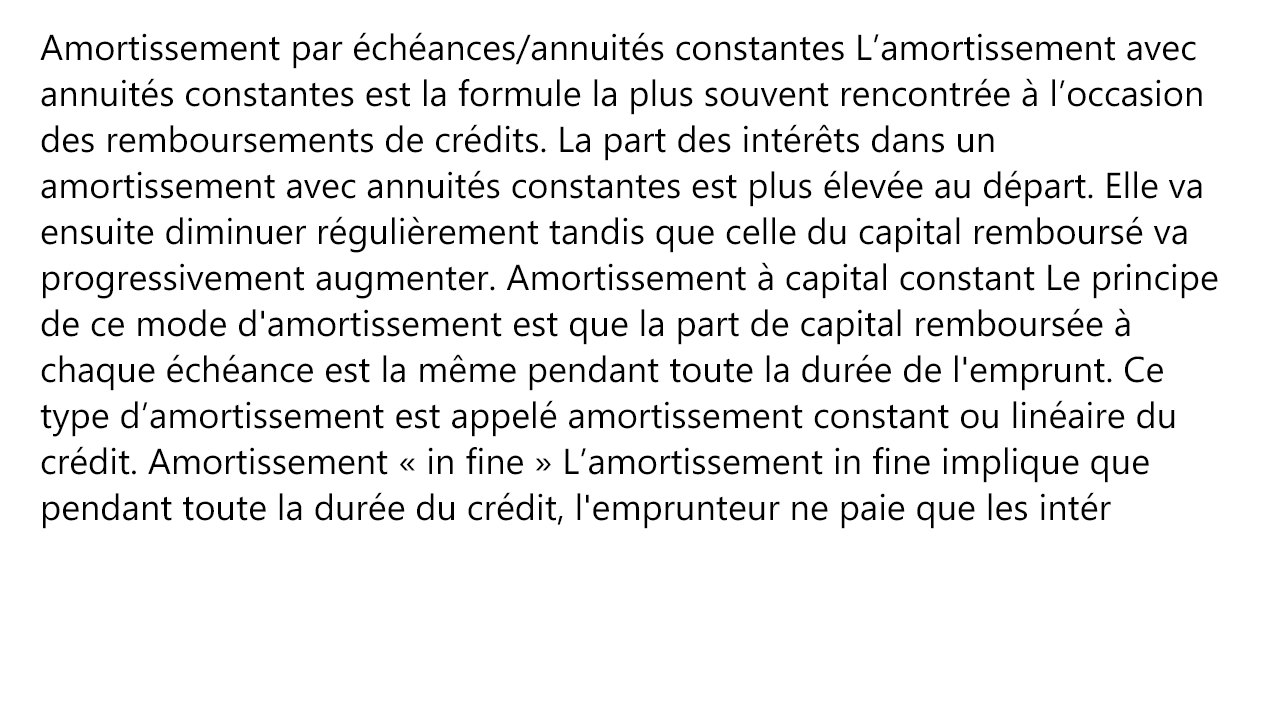 Amortissement par échéances/annuités constantes L’amortissement avec
annuités constantes est la formule la plus souvent rencontrée à l’occasion
des remboursements de crédits. La part des intérêts dans un
amortissement avec annuités constantes est plus élevée au départ. Elle va
ensuite diminuer régulièrement tandis que celle du capital remboursé va
progressivement augmenter. Amortissement à capital constant Le principe
de ce mode d'amortissement est que la part de capital remboursée à
chaque échéance est la même pendant toute la durée de l'emprunt. Ce
type d’amortissement est appelé amortissement constant ou linéaire du
crédit. Amortissement « in fine » L’amortissement in fine implique que
pendant toute la durée du crédit, l'emprunteur ne paie que les intér